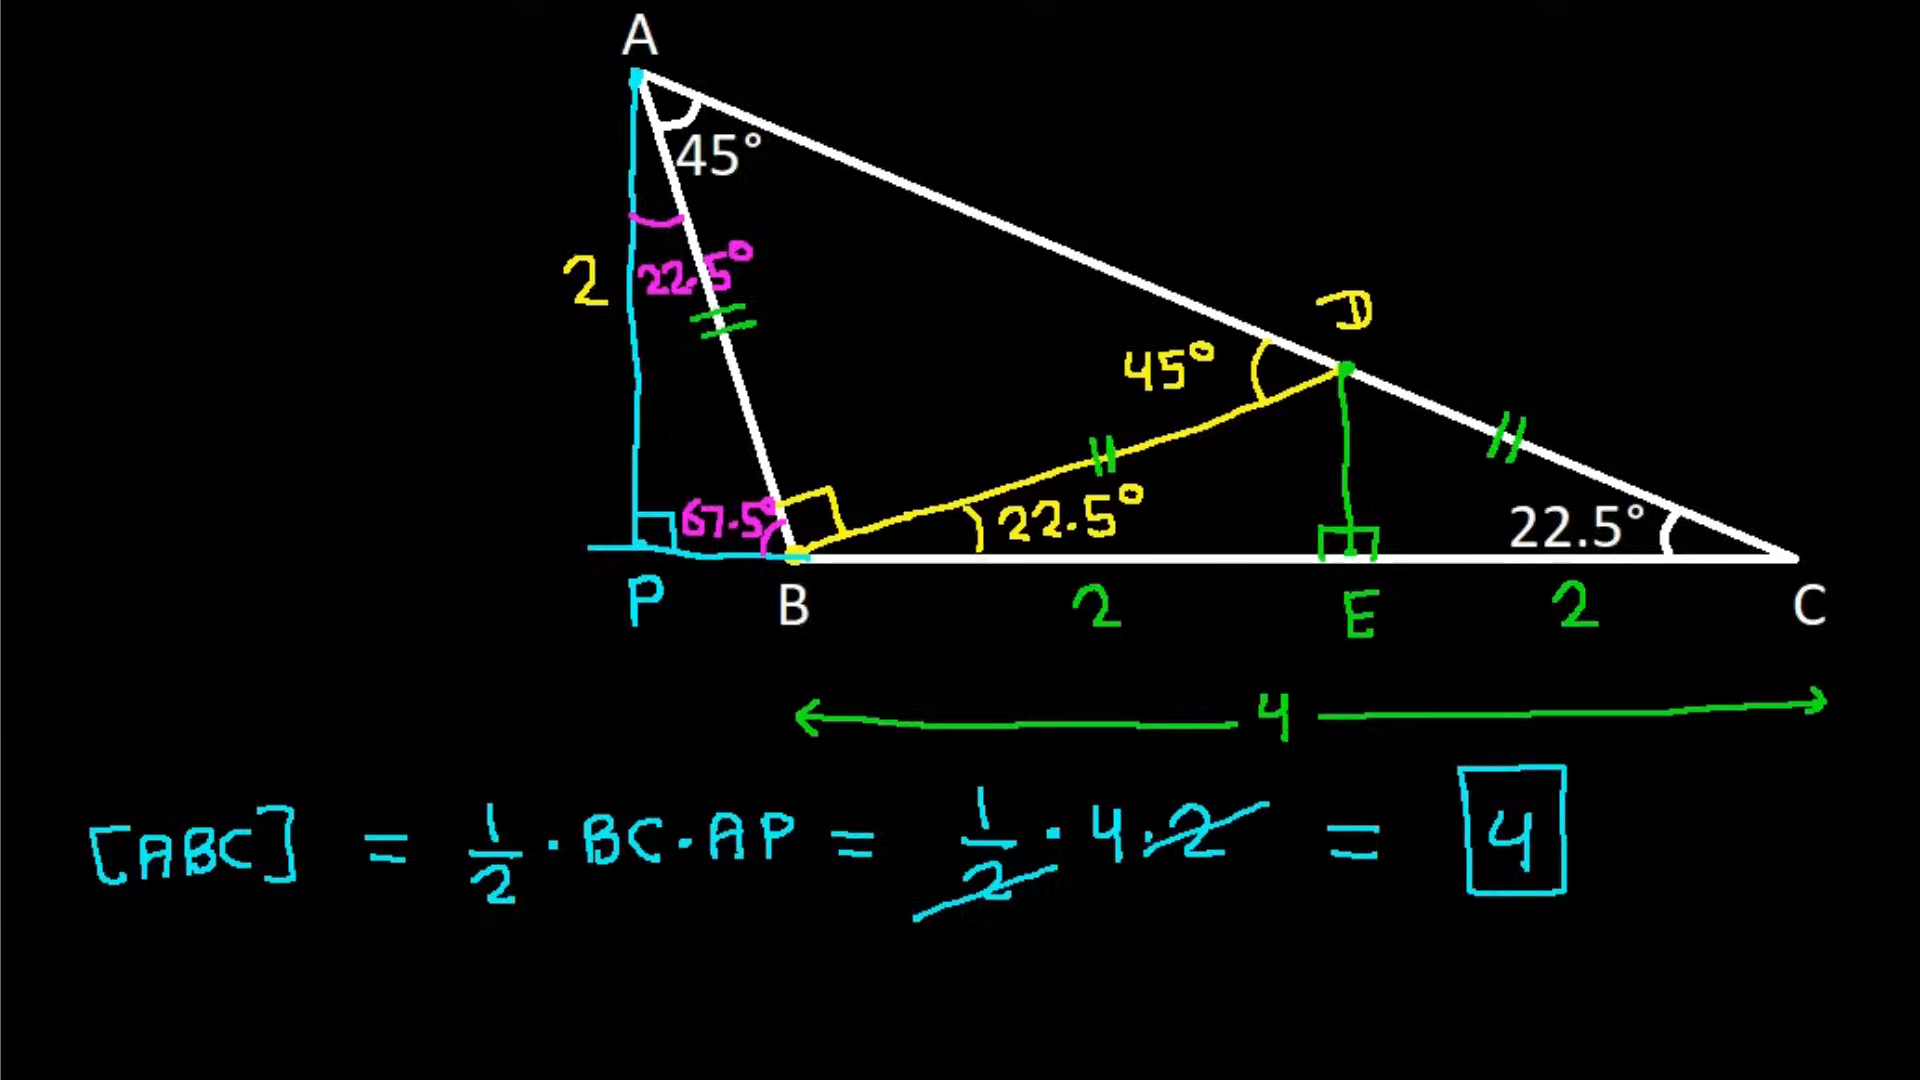 A
45°
2
22.5°
D
45°
67.5°
22.5°
22.5°
P
B
2
E
2
C
4
[ABC] = 1/2 · BC · AP = 1/2 · 4 · 2 = 4